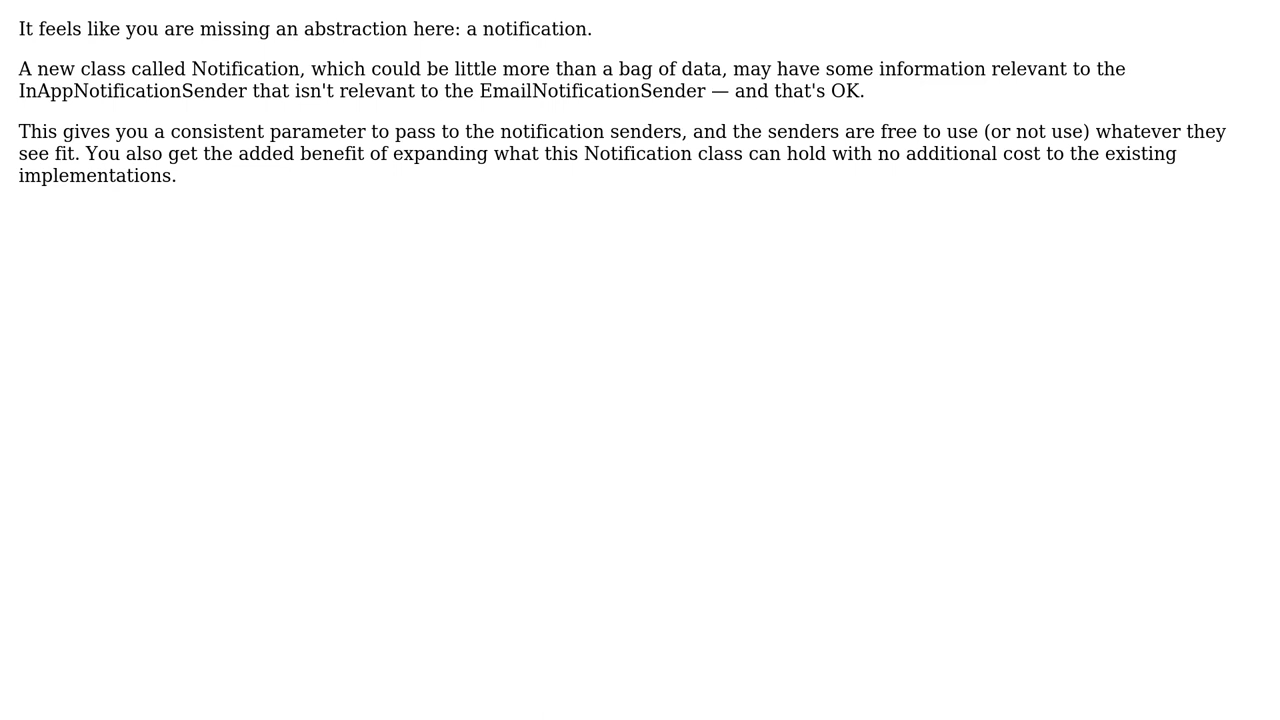 It feels like you are missing an abstraction here: a notification.
A new class called Notification, which could be little more than a bag of data, may have some information relevant to the
InAppNotificationSender that isn't relevant to the EmailNotificationSender — and that's OK.
This gives you a consistent parameter to pass to the notification senders, and the senders are free to use (or not use) whatever they
see fit. You also get the added benefit of expanding what this Notification class can hold with no additional cost to the existing
implementations.